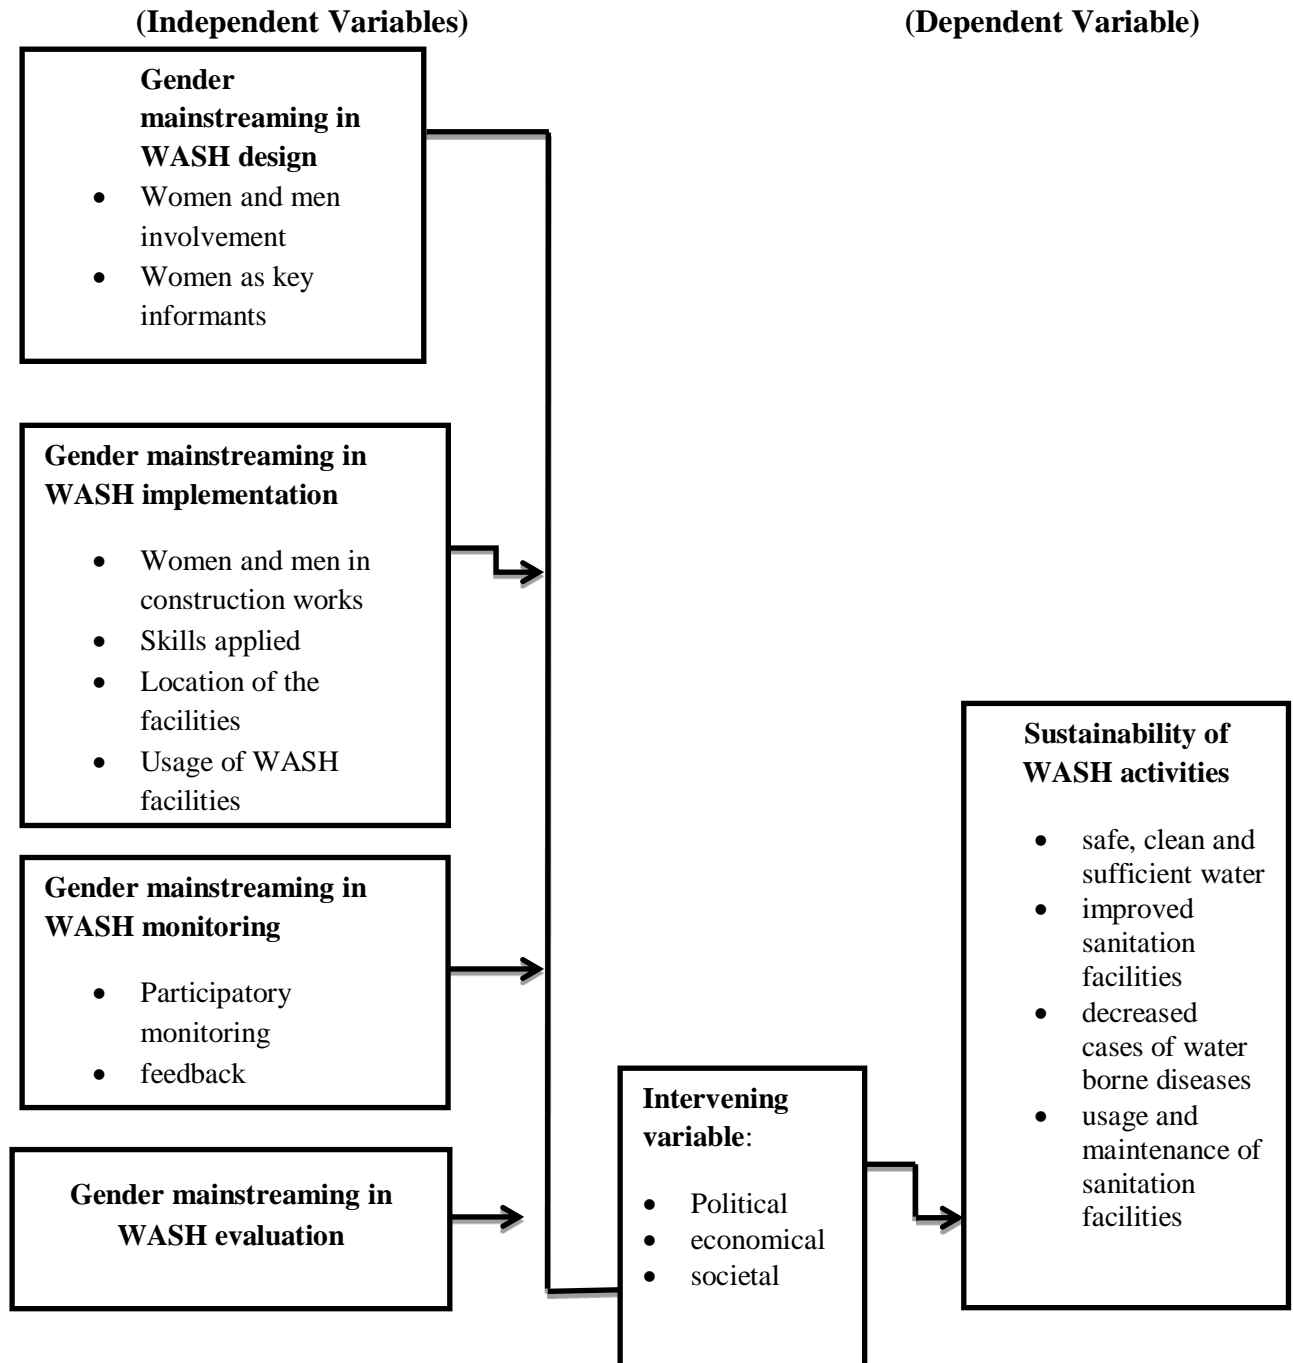 (Independent Variables)
(Dependent Variable)
Gender
mainstreaming in
WASH design
• Women and men
involvement
• Women as key
informants
Gender mainstreaming in
WASH implementation
• Women and men in
construction works
• Skills applied
• Location of the
facilities
• Usage of WASH
facilities
Gender mainstreaming in
WASH monitoring
• Participatory
monitoring
• feedback
Gender mainstreaming in
WASH evaluation
Intervening
variable:
• Political
• economical
• societal
Sustainability of
WASH activities
• safe, clean and
sufficient water
• improved
sanitation
facilities
• decreased
cases of water
borne diseases
• usage and
maintenance of
sanitation
facilities